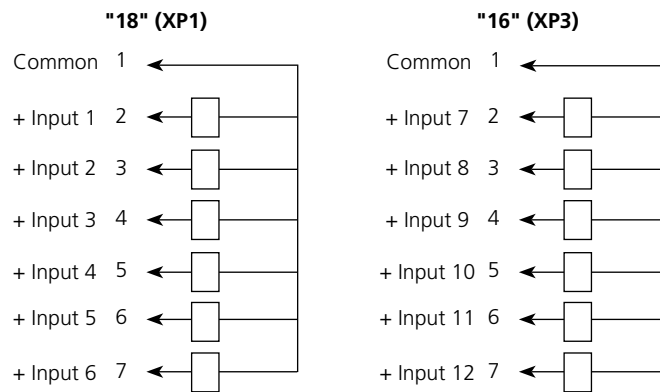 "18" (XP1)
Common 1
+ Input 1 2
+ Input 2 3
+ Input 3 4
+ Input 4 5
+ Input 5 6
+ Input 6 7
"16" (XP3)
Common 1
+ Input 7 2
+ Input 8 3
+ Input 9 4
+ Input 10 5
+ Input 11 6
+ Input 12 7